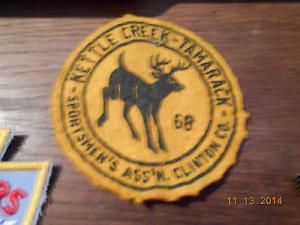 KETTLE CREEK - TAMARACK
- SPORTSMEN'S ASS'N. CLINTON CO. -
68
11.13.2014